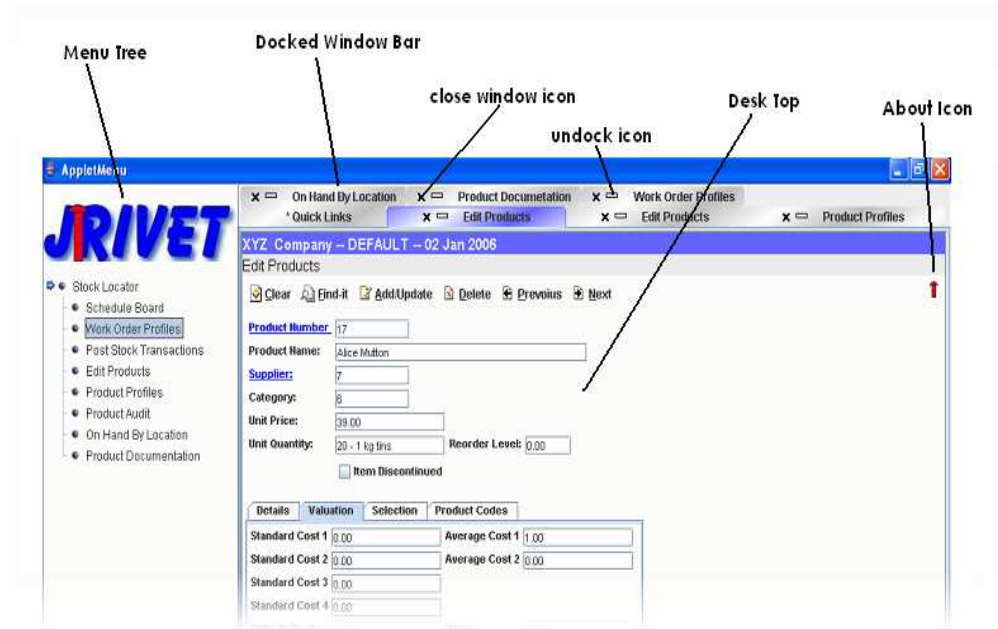 Menu Tree
Docked Window Bar
close window icon
undock icon
Desk Top
About Icon
AppletMenu
JRIVET
Stock Locator
Schedule Board
Work Order Profiles
Post Stock Transactions
Edit Products
Product Profiles
Product Audit
On Hand By Location
Product Documentation
X On Hand By Location X Product Documetation X Work Order Profiles
* Quick Links X Edit Products X Edit Products X Product Profiles
XYZ Company -- DEFAULT -- 02 Jan 2006
Edit Products
Clear Find-it Add/Update Delete Prevoius Next
Product Number 17
Product Name: Alice Mutton
Supplier: 7
Category: 6
Unit Price: 39.00
Unit Quantity: 20 - 1 kg tins Reorder Level: 0.00
Item Discontinued
Details Valuation Selection Product Codes
Standard Cost 1 0.00 Average Cost 1 1.00
Standard Cost 2 0.00 Average Cost 2 0.00
Standard Cost 3 0.00
Standard Cost 4 0.00